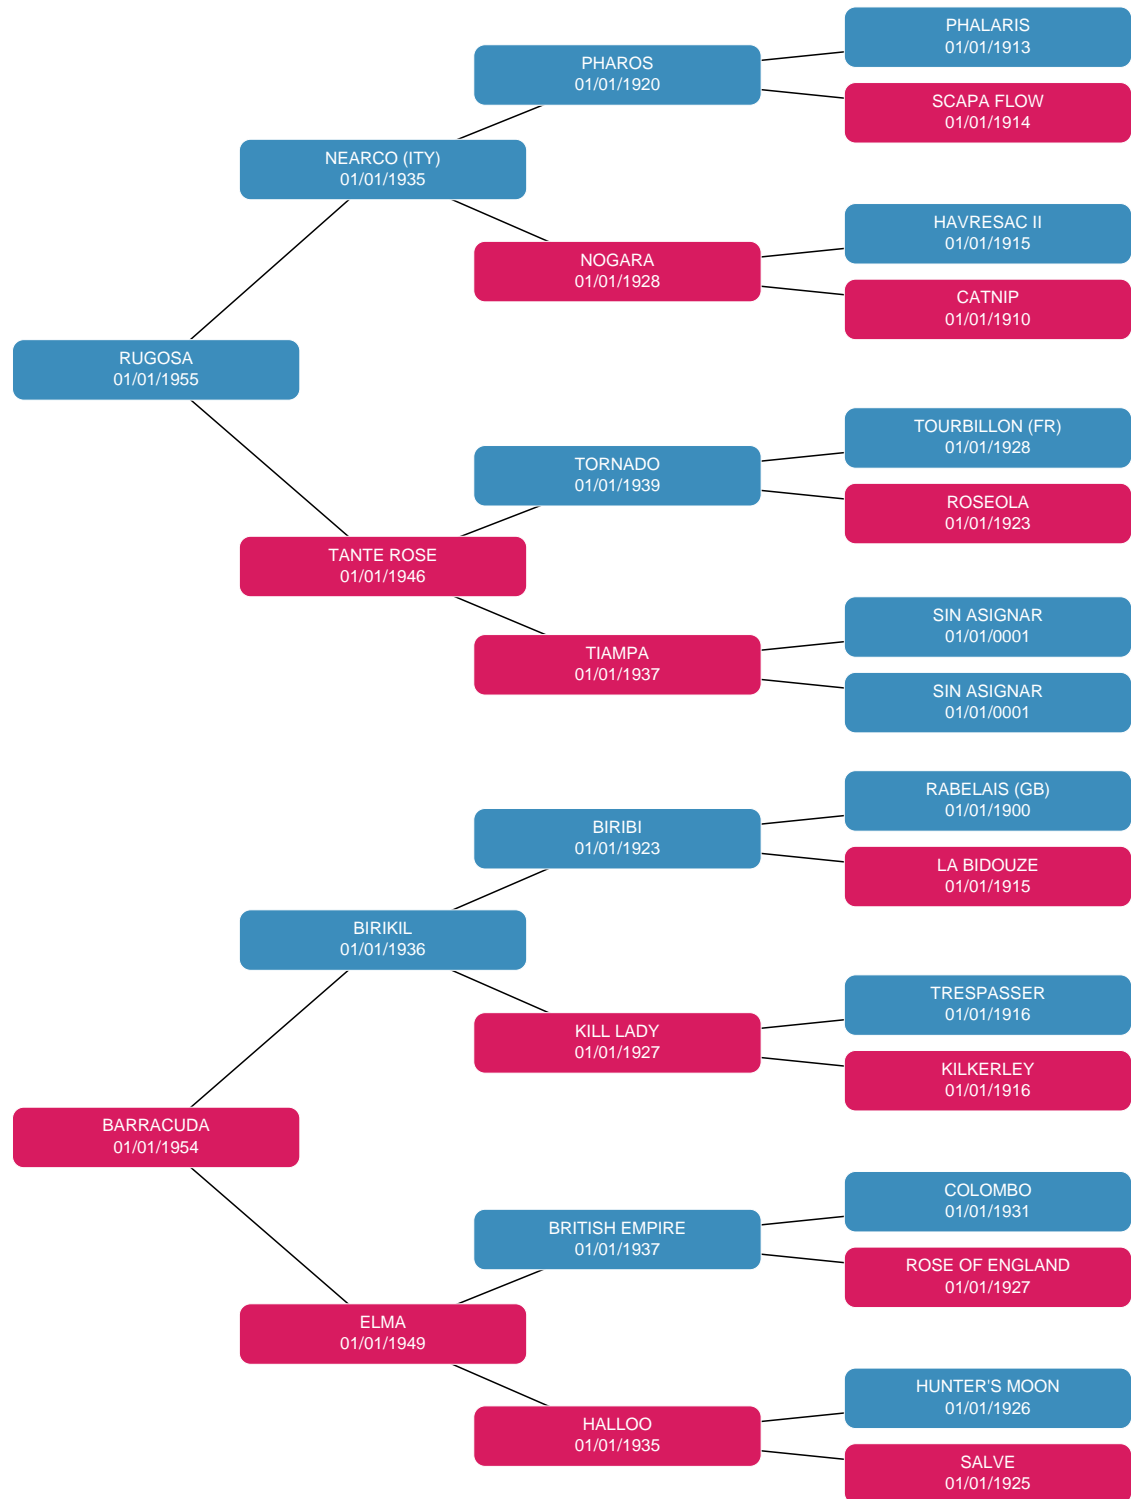 PHALARIS
01/01/1913
PHAROS
01/01/1920
SCAPA FLOW
01/01/1914
NEARCO (ITY)
01/01/1935
HAVRESAC II
01/01/1915
NOGARA
01/01/1928
CATNIP
01/01/1910
RUGOSA
01/01/1955
TOURBILLON (FR)
01/01/1928
TORNADO
01/01/1939
ROSEOLA
01/01/1923
TANTE ROSE
01/01/1946
SIN ASIGNAR
01/01/0001
TIAMPA
01/01/1937
SIN ASIGNAR
01/01/0001
RABELAIS (GB)
01/01/1900
BIRIBI
01/01/1923
LA BIDOUZE
01/01/1915
BIRIKIL
01/01/1936
TRESPASSER
01/01/1916
KILL LADY
01/01/1927
KILKERLEY
01/01/1916
BARRACUDA
01/01/1954
COLOMBO
01/01/1931
BRITISH EMPIRE
01/01/1937
ROSE OF ENGLAND
01/01/1927
ELMA
01/01/1949
HUNTER'S MOON
01/01/1926
HALLOO
01/01/1935
SALVE
01/01/1925